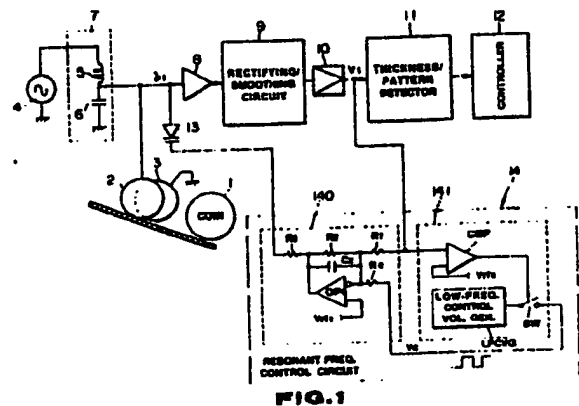 7
9
11
12
8
10
V1
5
RECTIFYING/
SMOOTHING
CIRCUIT
THICKNESS/
PATTERN
DETECTOR
CONTROLLER
4
6'
13
3
2
1
COIN
140
141
14
R7
CMP
LOW-FREQ.
CONTROL
VOL. GEN.
SW
RESONANT FREQ.
CONTROL CIRCUIT
FIG.1